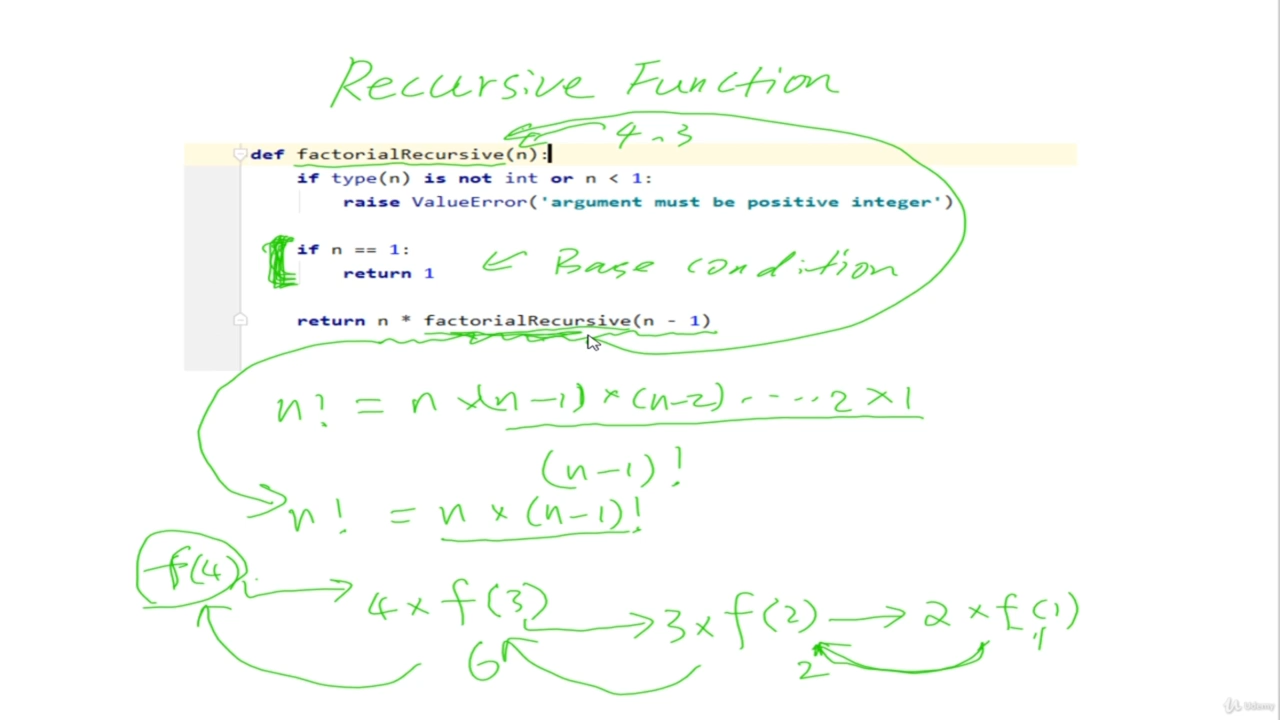 Recursive Function
4 . 3
def factorialRecursive(n):
if type(n) is not int or n < 1:
raise ValueError('argument must be positive integer')
if n == 1:
return 1
Base condition
return n * factorialRecursive(n - 1)
n! = n × (n-1) × (n-2) ..... 2 × 1
(n-1)!
n! = n × (n-1)!
f(4)
4 × f(3)
3 × f(2)
2 × f(1)
6
2
1
Udemy